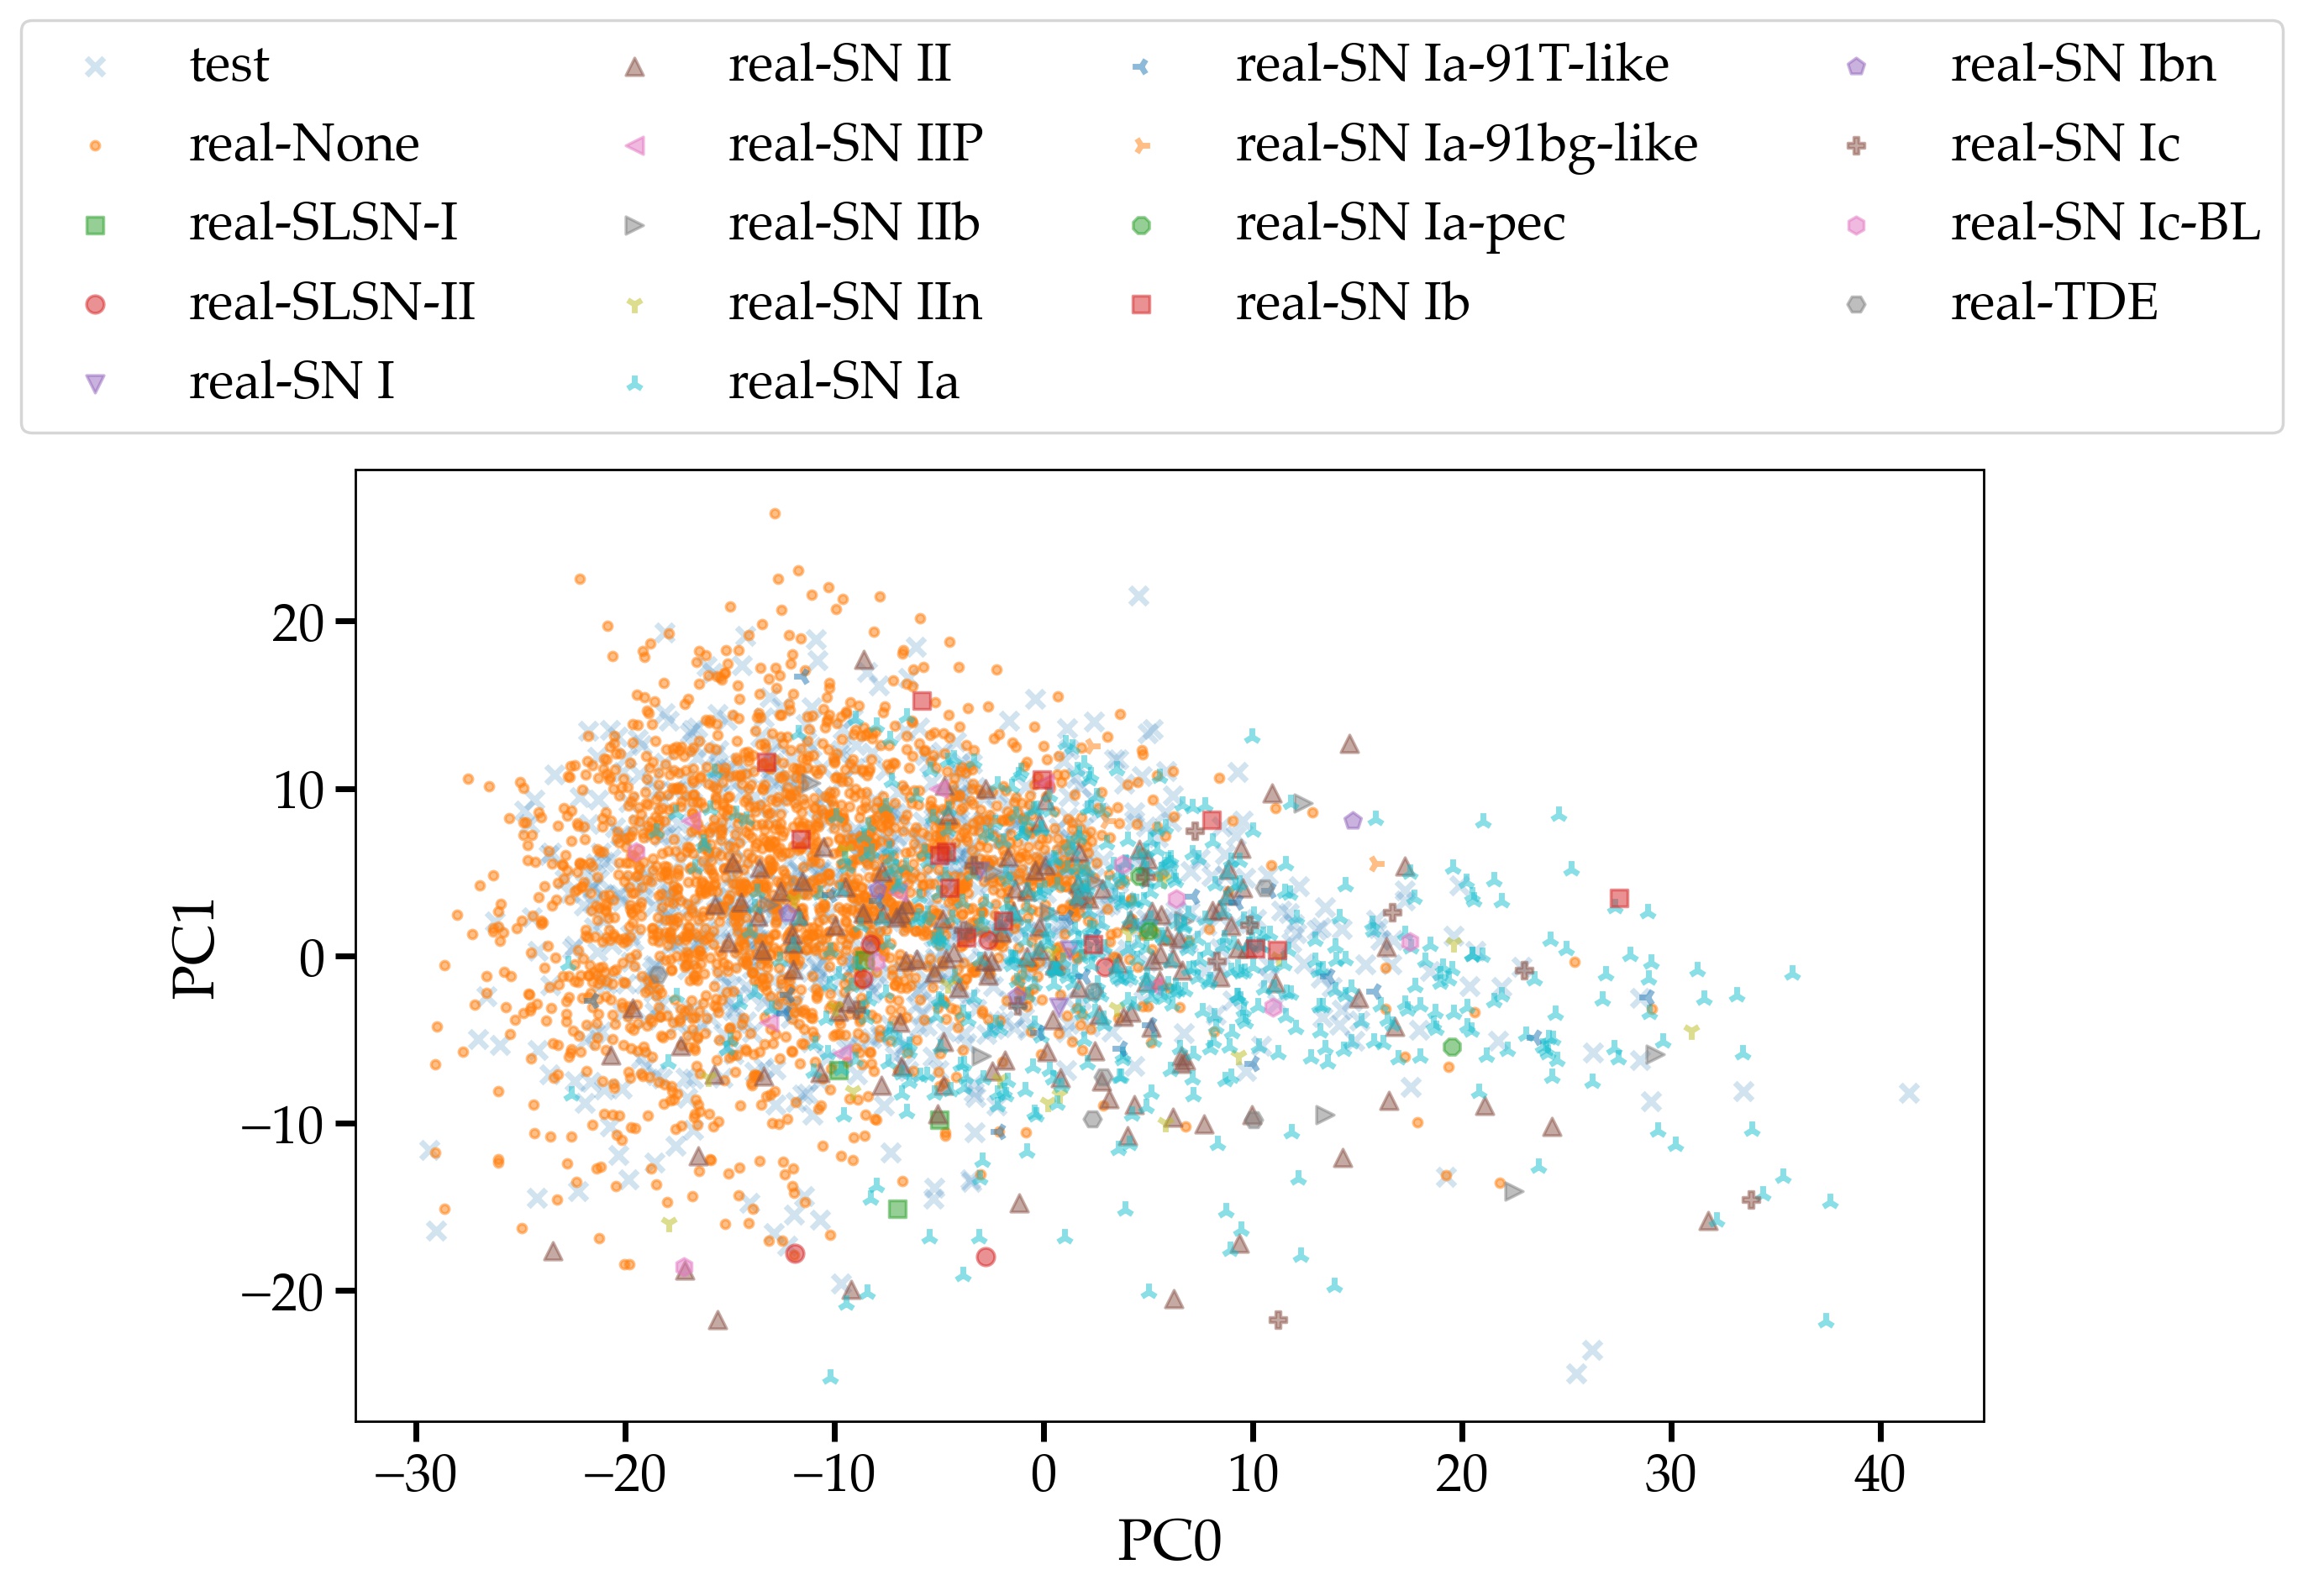 test
real-None
real-SLSN-I
real-SLSN-II
real-SN I
real-SN II
real-SN IIP
real-SN IIb
real-SN IIn
real-SN Ia
real-SN Ia-91T-like
real-SN Ia-91bg-like
real-SN Ia-pec
real-SN Ib
real-SN Ibn
real-SN Ic
real-SN Ic-BL
real-TDE
PC1
20
10
0
−10
−20
−30 −20 −10 0 10 20 30 40
PC0